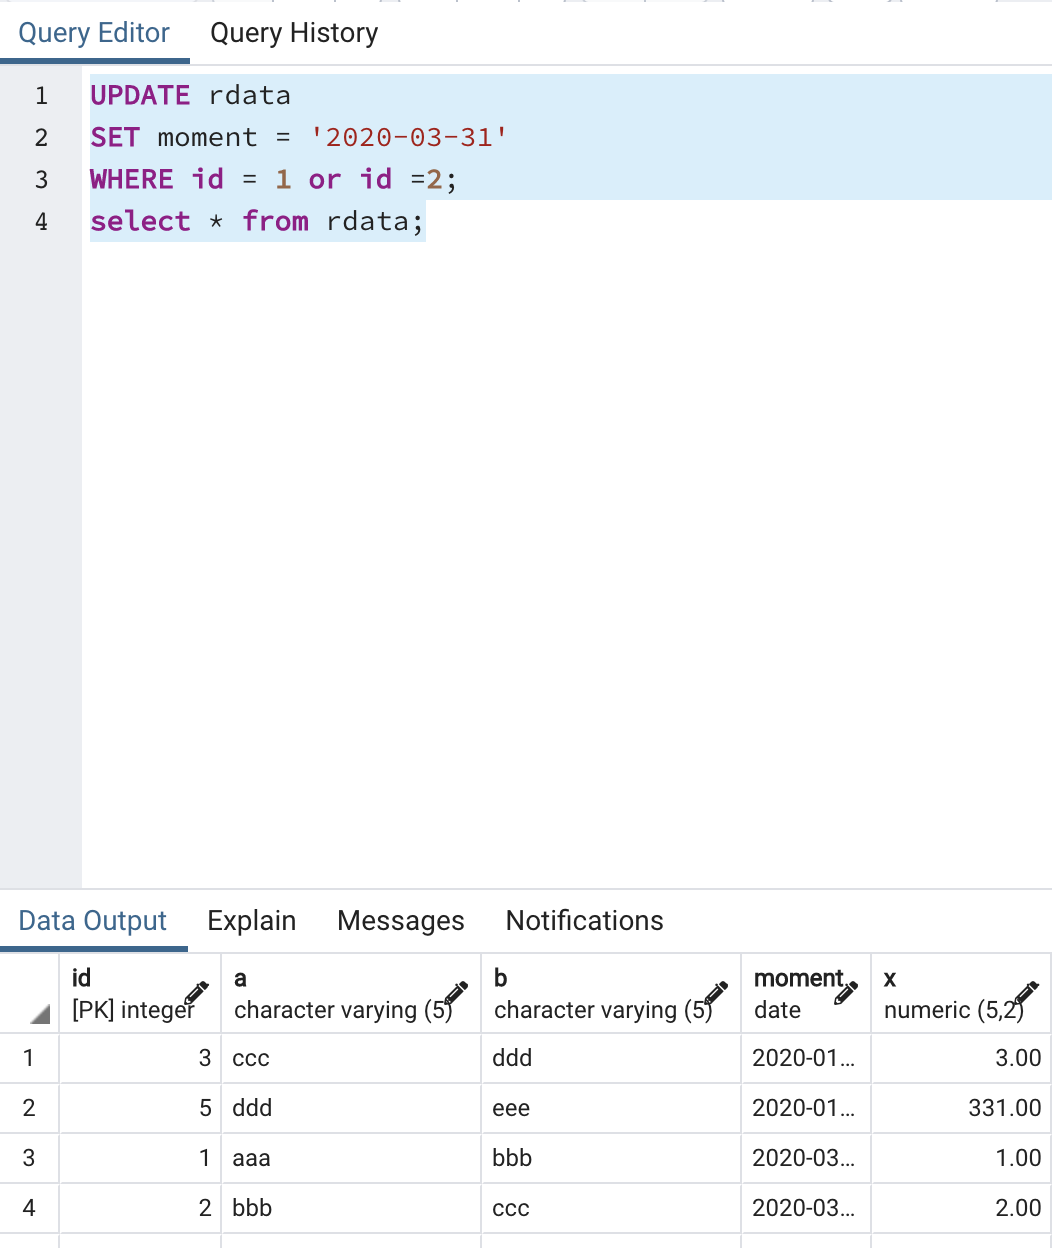 Query Editor Query History
1 UPDATE rdata
2 SET moment = '2020-03-31'
3 WHERE id = 1 or id =2;
4 select * from rdata;
Data Output Explain Messages Notifications
id a b moment x
[PK] integer character varying (5) character varying (5) date numeric (5,2)
1 3 ccc ddd 2020-01... 3.00
2 5 ddd eee 2020-01... 331.00
3 1 aaa bbb 2020-03... 1.00
4 2 bbb ccc 2020-03... 2.00